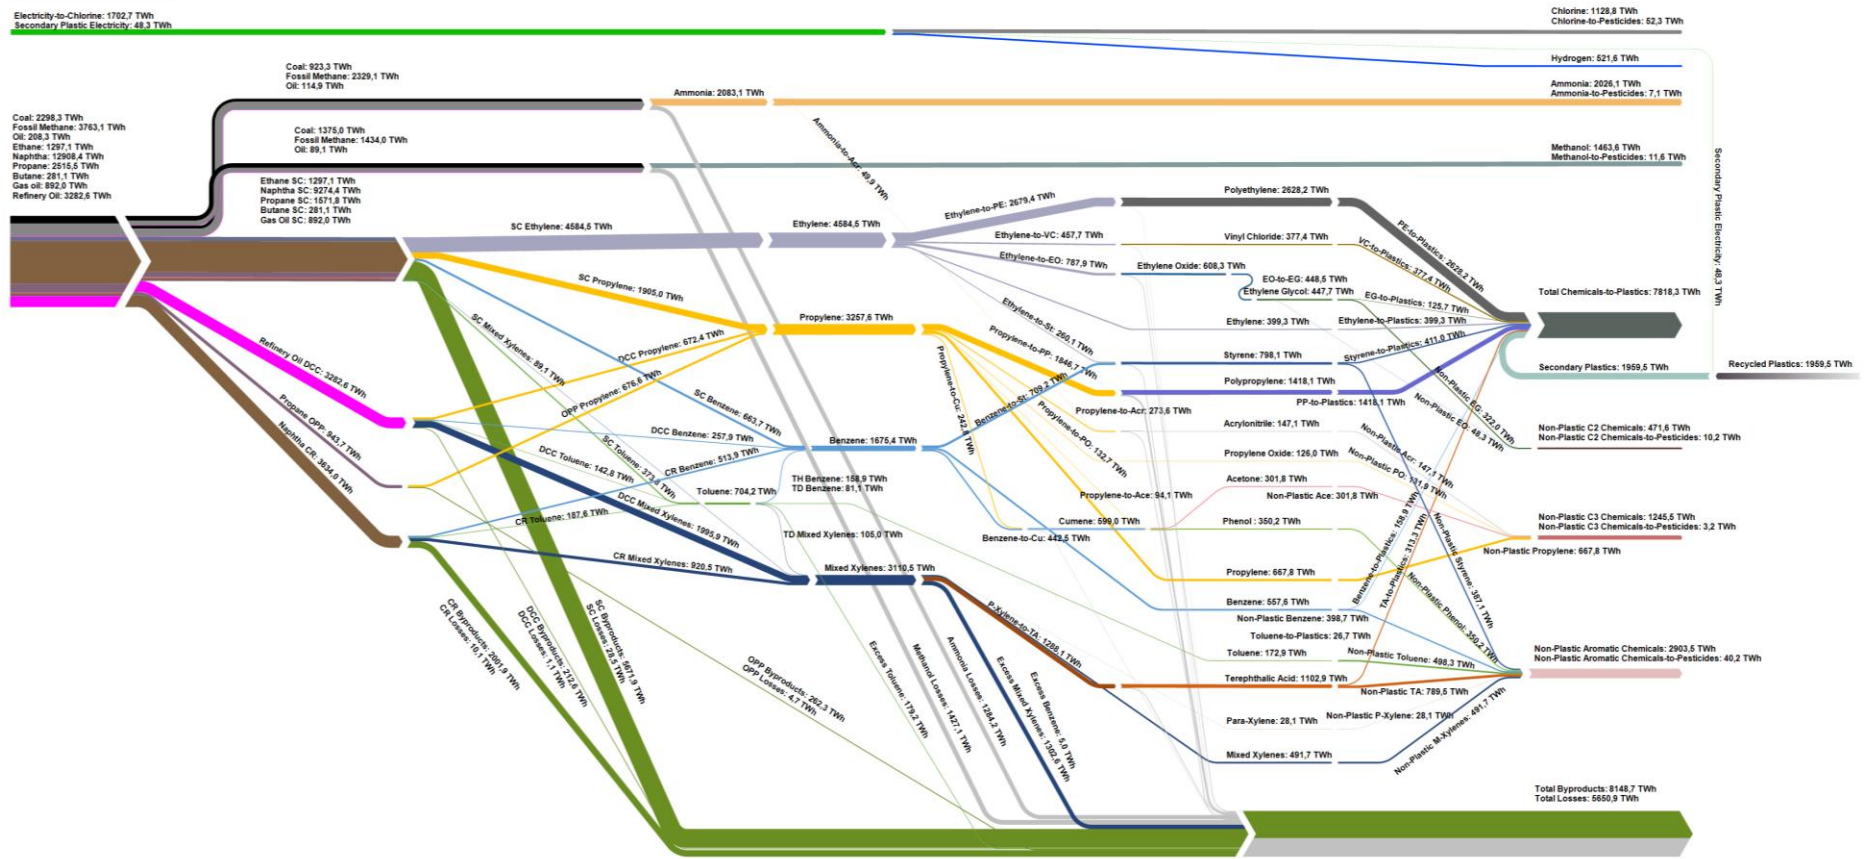 Electricity-to-Chlorine: 1702,7 TWh
Secondary Plastic Electricity: 48,3 TWh
Chlorine: 1128,8 TWh
Chlorine-to-Pesticides: 52,3 TWh
Hydrogen: 521,6 TWh
Coal: 923,3 TWh
Fossil Methane: 2329,1 TWh
Oil: 114,9 TWh
Ammonia: 2083,1 TWh
Ammonia: 2026,1 TWh
Ammonia-to-Pesticides: 7,1 TWh
Coal: 2298,3 TWh
Fossil Methane: 3763,1 TWh
Oil: 208,3 TWh
Ethane: 1297,1 TWh
Naphtha: 12908,4 TWh
Propane: 2515,5 TWh
Butane: 281,1 TWh
Gas oil: 892,0 TWh
Refinery Oil: 3282,6 TWh
Coal: 1375,0 TWh
Fossil Methane: 1434,0 TWh
Oil: 89,1 TWh
Ammonia-to-Acr: 49,9 TWh
Methanol: 1463,6 TWh
Methanol-to-Pesticides: 11,6 TWh
Secondary Plastic Electricity: 48,3 TWh
Ethane SC: 1297,1 TWh
Naphtha SC: 9274,4 TWh
Propane SC: 1571,8 TWh
Butane SC: 281,1 TWh
Gas Oil SC: 892,0 TWh
SC Ethylene: 4584,5 TWh
Ethylene: 4584,5 TWh
Ethylene-to-PE: 2679,4 TWh
Polyethylene: 2628,2 TWh
PE-to-Plastics: 2628,2 TWh
Ethylene-to-VC: 457,7 TWh
Vinyl Chloride: 377,4 TWh
VC-to-Plastics: 377,4 TWh
Ethylene-to-EO: 787,9 TWh
Ethylene Oxide: 608,3 TWh
EO-to-EG: 448,5 TWh
Ethylene Glycol: 447,7 TWh
EG-to-Plastics: 125,7 TWh
Total Chemicals-to-Plastics: 7818,3 TWh
SC Propylene: 1905,0 TWh
Propylene: 3257,6 TWh
Ethylene-to-St: 260,1 TWh
Ethylene: 399,3 TWh
Ethylene-to-Plastics: 399,3 TWh
SC Mixed Xylenes: 89,1 TWh
Refinery Oil DCC: 3282,6 TWh
DCC Propylene: 672,4 TWh
Propylene-to-PP: 1846,7 TWh
Styrene: 798,1 TWh
Styrene-to-Plastics: 411,0 TWh
Secondary Plastics: 1959,5 TWh
Recycled Plastics: 1959,5 TWh
OPP Propylene: 676,6 TWh
Benzene-to-St: 709,2 TWh
Polypropylene: 1418,1 TWh
PP-to-Plastics: 1418,1 TWh
Propane OPP: 943,7 TWh
SC Benzene: 663,7 TWh
Propylene-to-Cu: 242,4 TWh
Propylene-to-Acr: 273,6 TWh
Non-Plastic EG: 322,0 TWh
Non-Plastic EO: 48,3 TWh
Naphtha CR: 3634,0 TWh
DCC Benzene: 257,9 TWh
Benzene: 1675,4 TWh
Propylene-to-PO: 132,7 TWh
Acrylonitrile: 147,1 TWh
Non-Plastic Acr: 147,1 TWh
Non-Plastic C2 Chemicals: 471,6 TWh
Non-Plastic C2 Chemicals-to-Pesticides: 10,2 TWh
SC Toluene: 373,8 TWh
DCC Toluene: 142,8 TWh
CR Benzene: 513,9 TWh
Propylene Oxide: 126,0 TWh
Non-Plastic PO: 131,9 TWh
TH Benzene: 158,9 TWh
TD Benzene: 81,1 TWh
Toluene: 704,2 TWh
Acetone: 301,8 TWh
Propylene-to-Ace: 94,1 TWh
Non-Plastic Ace: 301,8 TWh
DCC Mixed Xylenes: 1995,9 TWh
CR Toluene: 187,6 TWh
TD Mixed Xylenes: 105,0 TWh
Cumene: 599,0 TWh
Phenol : 350,2 TWh
Benzene-to-Cu: 442,5 TWh
Non-Plastic C3 Chemicals: 1245,5 TWh
Non-Plastic C3 Chemicals-to-Pesticides: 3,2 TWh
Non-Plastic Propylene: 667,8 TWh
CR Mixed Xylenes: 920,5 TWh
Mixed Xylenes: 3110,5 TWh
Propylene: 667,8 TWh
Benzene-to-Plastics: 158,9 TWh
TA-to-Plastics: 313,3 TWh
Non-Plastic Styrene: 387,1 TWh
Non-Plastic Phenol: 350,2 TWh
P-Xylene-to-TA: 1288,1 TWh
Benzene: 557,6 TWh
Non-Plastic Benzene: 398,7 TWh
Toluene-to-Plastics: 26,7 TWh
Toluene: 172,9 TWh
Non-Plastic Toluene: 498,3 TWh
Non-Plastic Aromatic Chemicals: 2903,5 TWh
Non-Plastic Aromatic Chemicals-to-Pesticides: 40,2 TWh
Terephthalic Acid: 1102,9 TWh
Non-Plastic TA: 789,5 TWh
CR Byproducts: 2001,9 TWh
CR Losses: 10,1 TWh
DCC Byproducts: 212,6 TWh
DCC Losses: 1,1 TWh
SC Byproducts: 5671,9 TWh
SC Losses: 28,5 TWh
OPP Byproducts: 262,3 TWh
OPP Losses: 4,7 TWh
Excess Toluene: 179,2 TWh
Methanol Losses: 1427,1 TWh
Ammonia Losses: 1284,2 TWh
Excess Benzene: 5,0 TWh
Excess Mixed Xylenes: 1302,6 TWh
Para-Xylene: 28,1 TWh
Non-Plastic P-Xylene: 28,1 TWh
Mixed Xylenes: 491,7 TWh
Non-Plastic M-Xylenes: 491,7 TWh
Total Byproducts: 8148,7 TWh
Total Losses: 5650,9 TWh